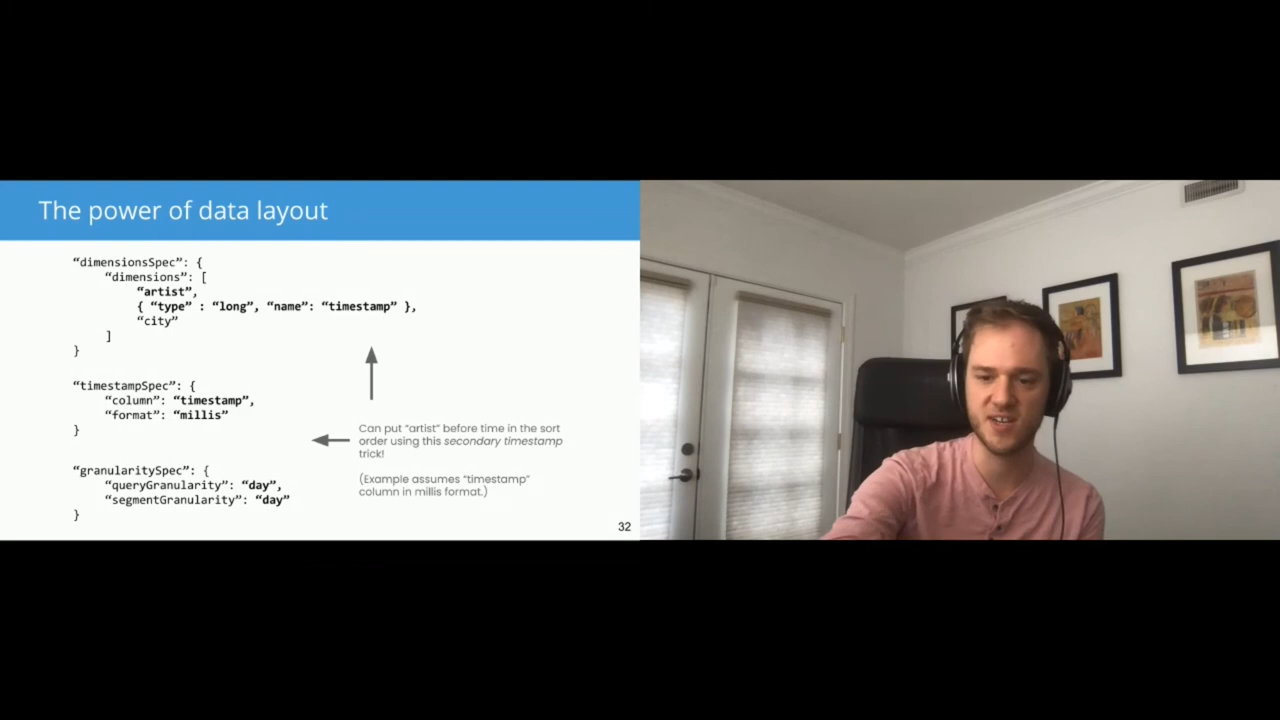 The power of data layout
“dimensionsSpec”: {
“dimensions”: [
“artist”,
{ “type” : “long”, “name”: “timestamp” },
“city”
]
}
“timestampSpec”: {
“column”: “timestamp”,
“format”: “millis”
}
Can put “artist” before time in the sort
order using this secondary timestamp
trick!
(Example assumes “timestamp”
column in millis format.)
“granularitySpec”: {
“queryGranularity”: “day”,
“segmentGranularity”: “day”
}
32